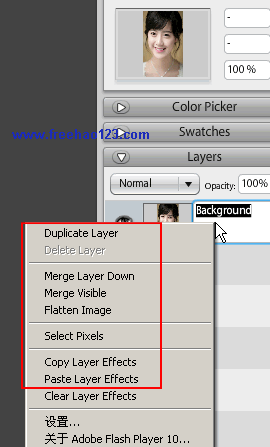 -
-
100 %
Color Picker
www.freehao123.com
Swatches
Layers
Normal
Opacity: 100%
Background
Duplicate Layer
Delete Layer
Merge Layer Down
Merge Visible
Flatten Image
Select Pixels
Copy Layer Effects
Paste Layer Effects
Clear Layer Effects
设置...
关于 Adobe Flash Player 10...